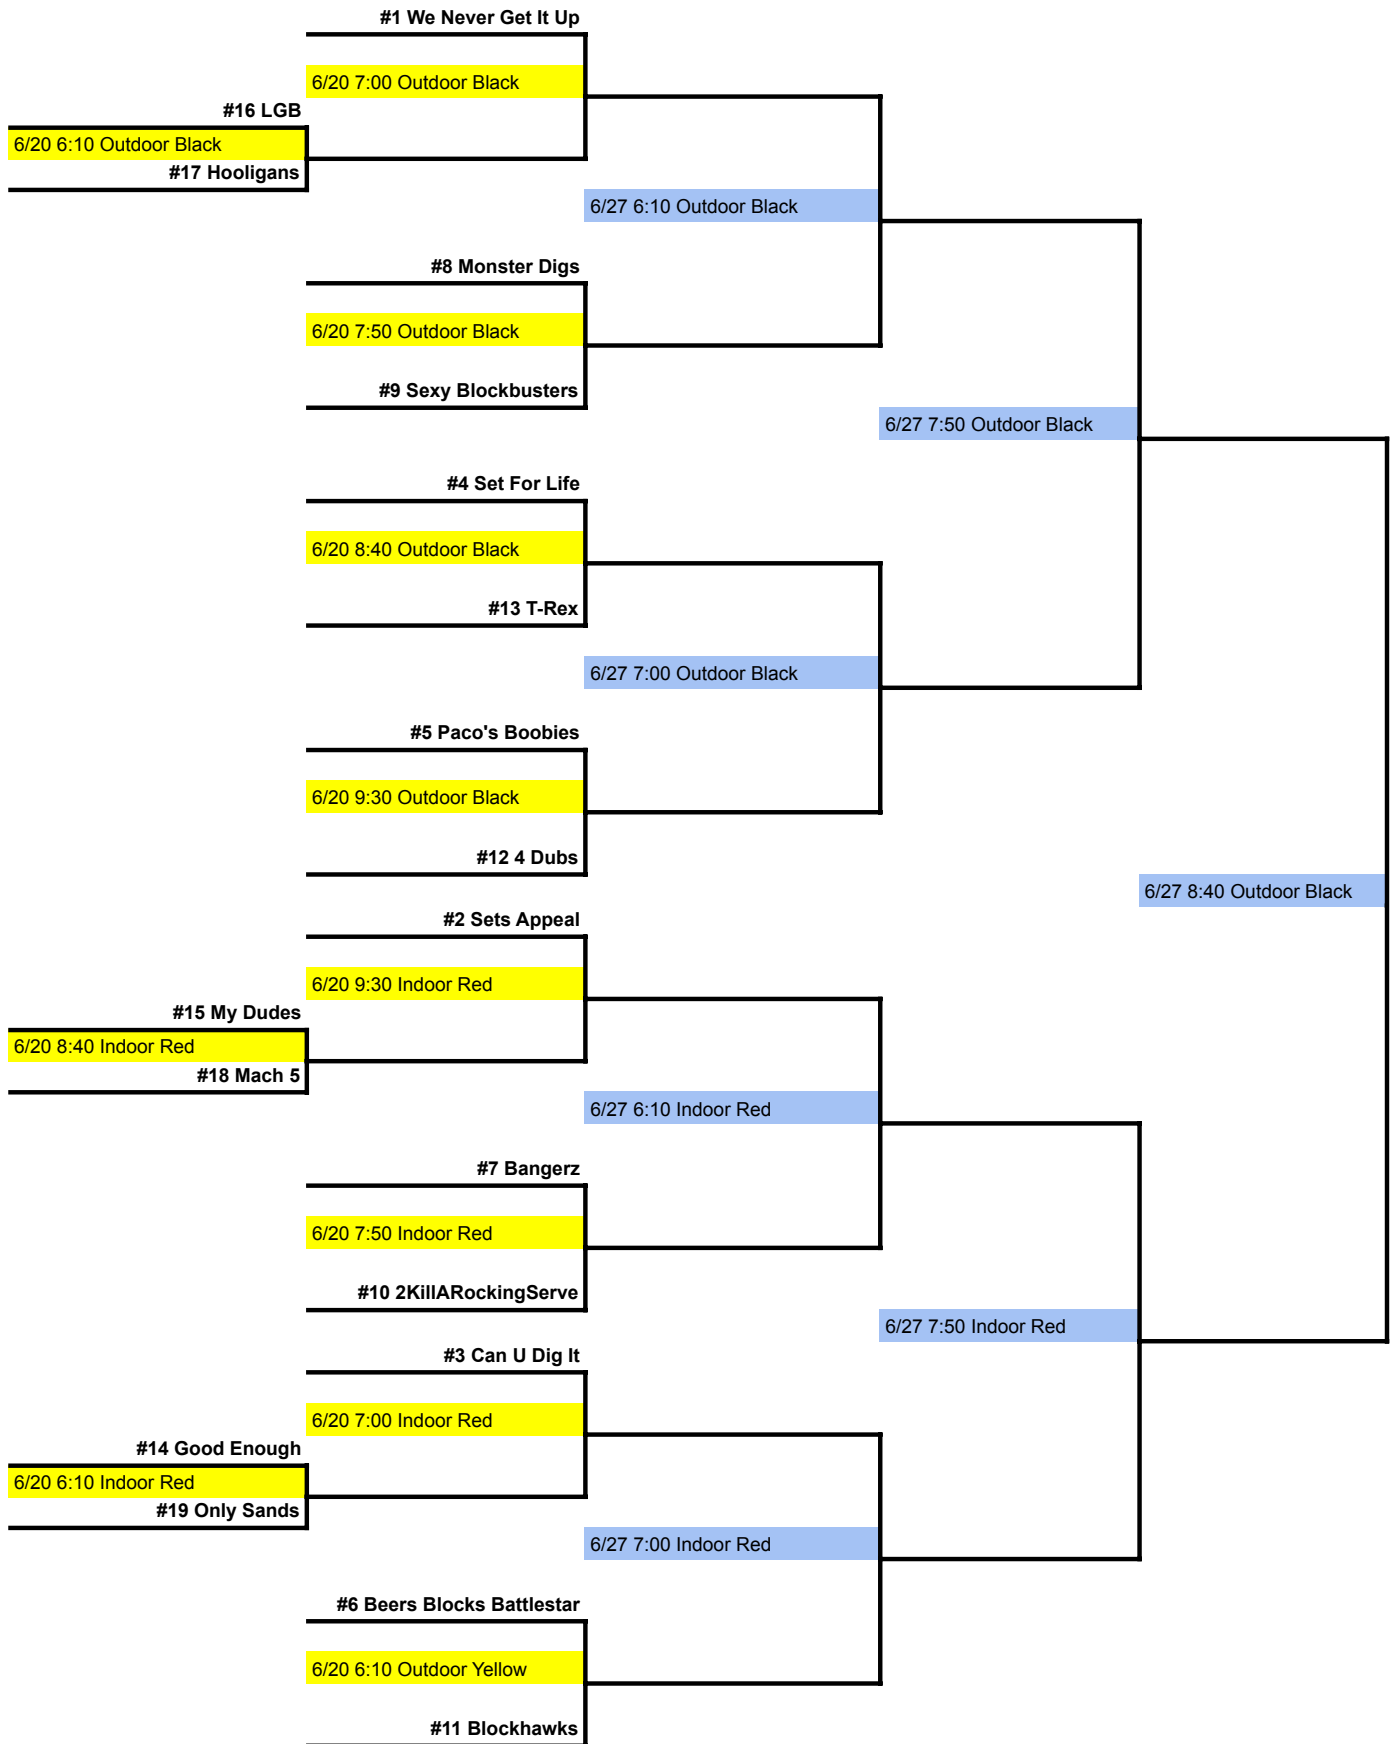 #1 We Never Get It Up
6/20 7:00 Outdoor Black
#16 LGB
6/20 6:10 Outdoor Black
#17 Hooligans
6/27 6:10 Outdoor Black
#8 Monster Digs
6/20 7:50 Outdoor Black
#9 Sexy Blockbusters
6/27 7:50 Outdoor Black
#4 Set For Life
6/20 8:40 Outdoor Black
#13 T-Rex
6/27 7:00 Outdoor Black
#5 Paco's Boobies
6/20 9:30 Outdoor Black
#12 4 Dubs
6/27 8:40 Outdoor Black
#2 Sets Appeal
6/20 9:30 Indoor Red
#15 My Dudes
6/20 8:40 Indoor Red
#18 Mach 5
6/27 6:10 Indoor Red
#7 Bangerz
6/20 7:50 Indoor Red
#10 2KillARockingServe
6/27 7:50 Indoor Red
#3 Can U Dig It
6/20 7:00 Indoor Red
#14 Good Enough
6/20 6:10 Indoor Red
#19 Only Sands
6/27 7:00 Indoor Red
#6 Beers Blocks Battlestar
6/20 6:10 Outdoor Yellow
#11 Blockhawks